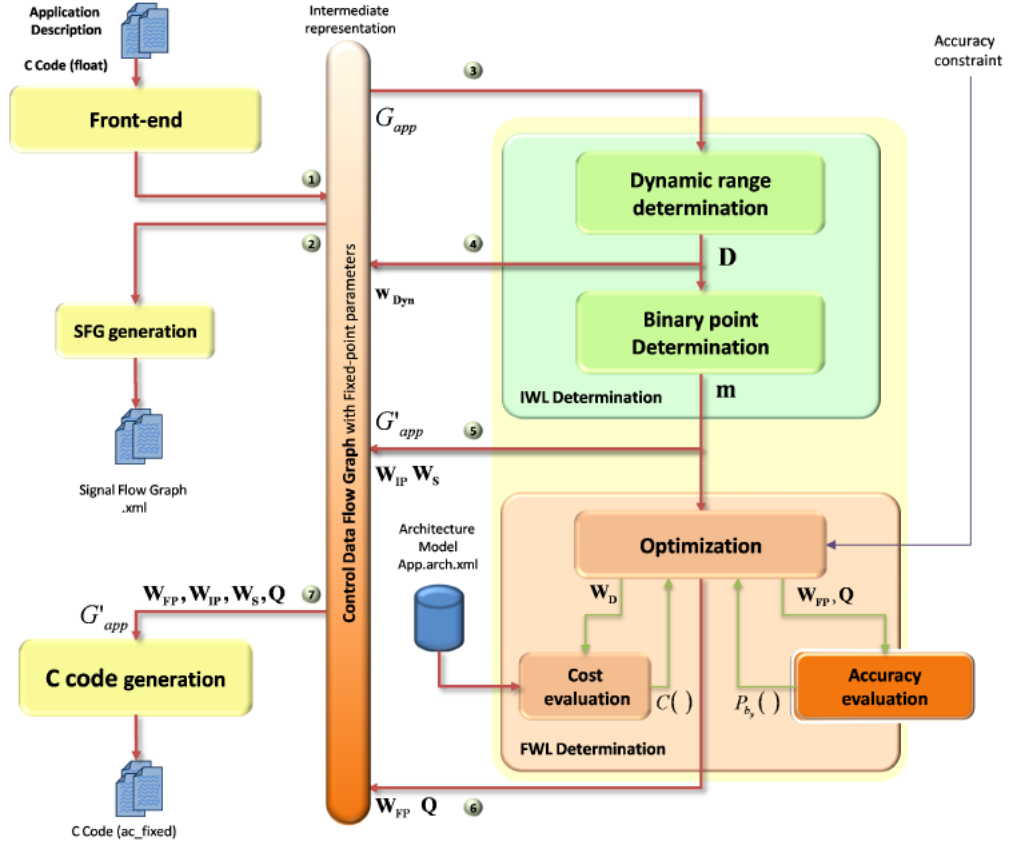 Application
Description
C Code (float)
Front-end
Intermediate
representation
Accuracy
constraint
1
2
3
G_app
Dynamic range
determination
D
4
w_Dyn
Binary point
Determination
m
IWL Determination
SFG generation
Signal Flow Graph
.xml
Control Data Flow Graph with Fixed-point parameters
G'_app
5
W_IP W_S
Architecture
Model
App.arch.xml
Optimization
W_D
W_FP, Q
Cost
evaluation
C( )
P_b_y( )
Accuracy
evaluation
FWL Determination
W_FP, W_IP, W_S, Q
7
G'_app
C code generation
C Code (ac_fixed)
W_FP Q
6